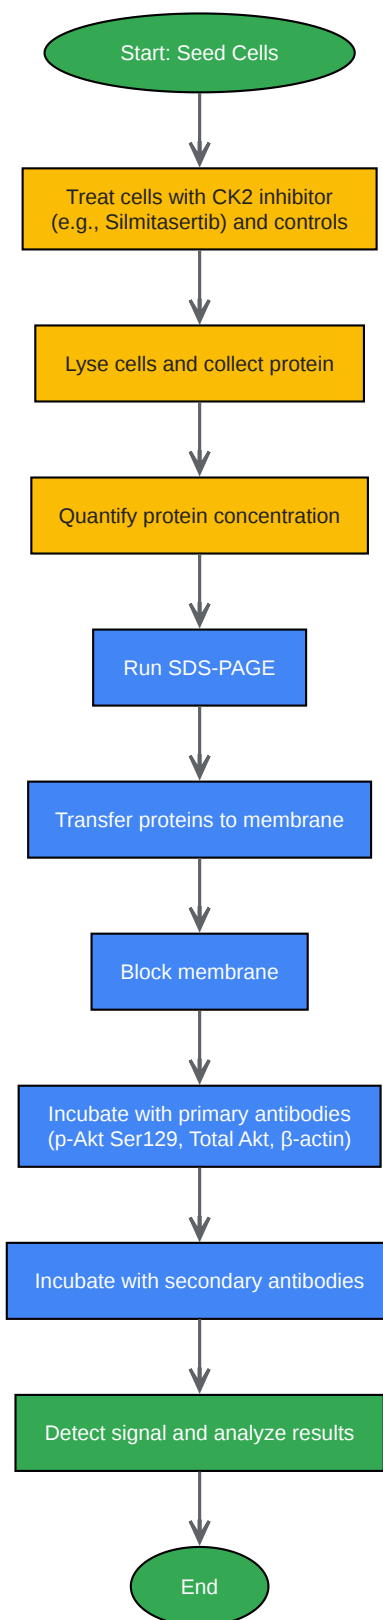 Start: Seed Cells
Treat cells with CK2 inhibitor
(e.g., Silmitasertib) and controls
Lyse cells and collect protein
Quantify protein concentration
Run SDS-PAGE
Transfer proteins to membrane
Block membrane
Incubate with primary antibodies
(p-Akt Ser129, Total Akt, β-actin)
Incubate with secondary antibodies
Detect signal and analyze results
End